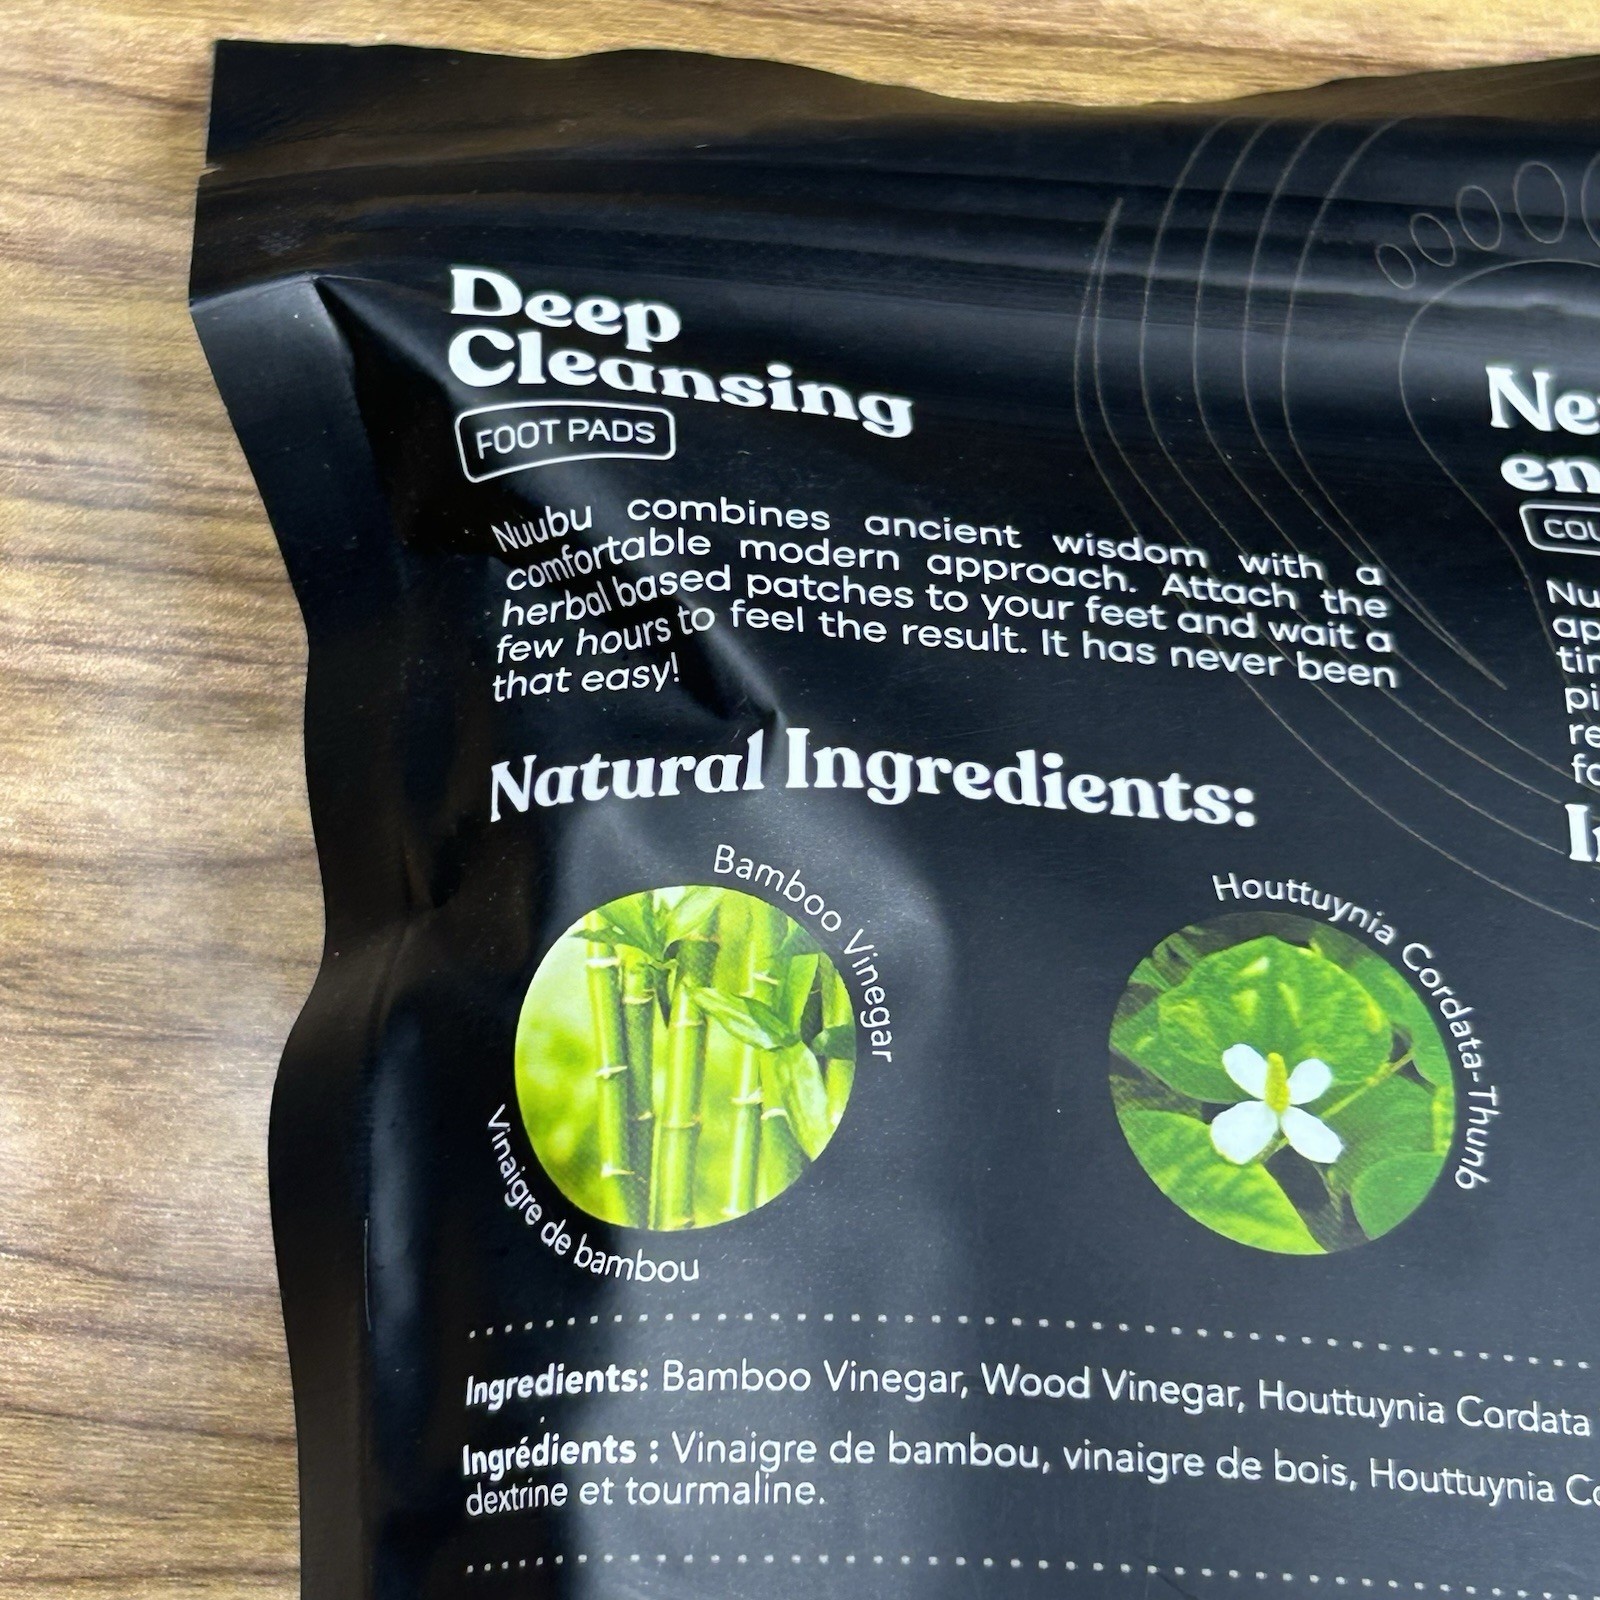 Deep
Cleansing
FOOT PADS
Nuubu combines ancient wisdom with a
comfortable modern approach. Attach the
herbal based patches to your feet and wait a
few hours to feel the result. It has never been
that easy!
Natural Ingredients:
Bamboo Vinegar
Vinaigre de bambou
Houttuynia Cordata-Thunb
Ingredients: Bamboo Vinegar, Wood Vinegar, Houttuynia Cordata
Ingrédients : Vinaigre de bambou, vinaigre de bois, Houttuynia
dextrine et tourmaline.